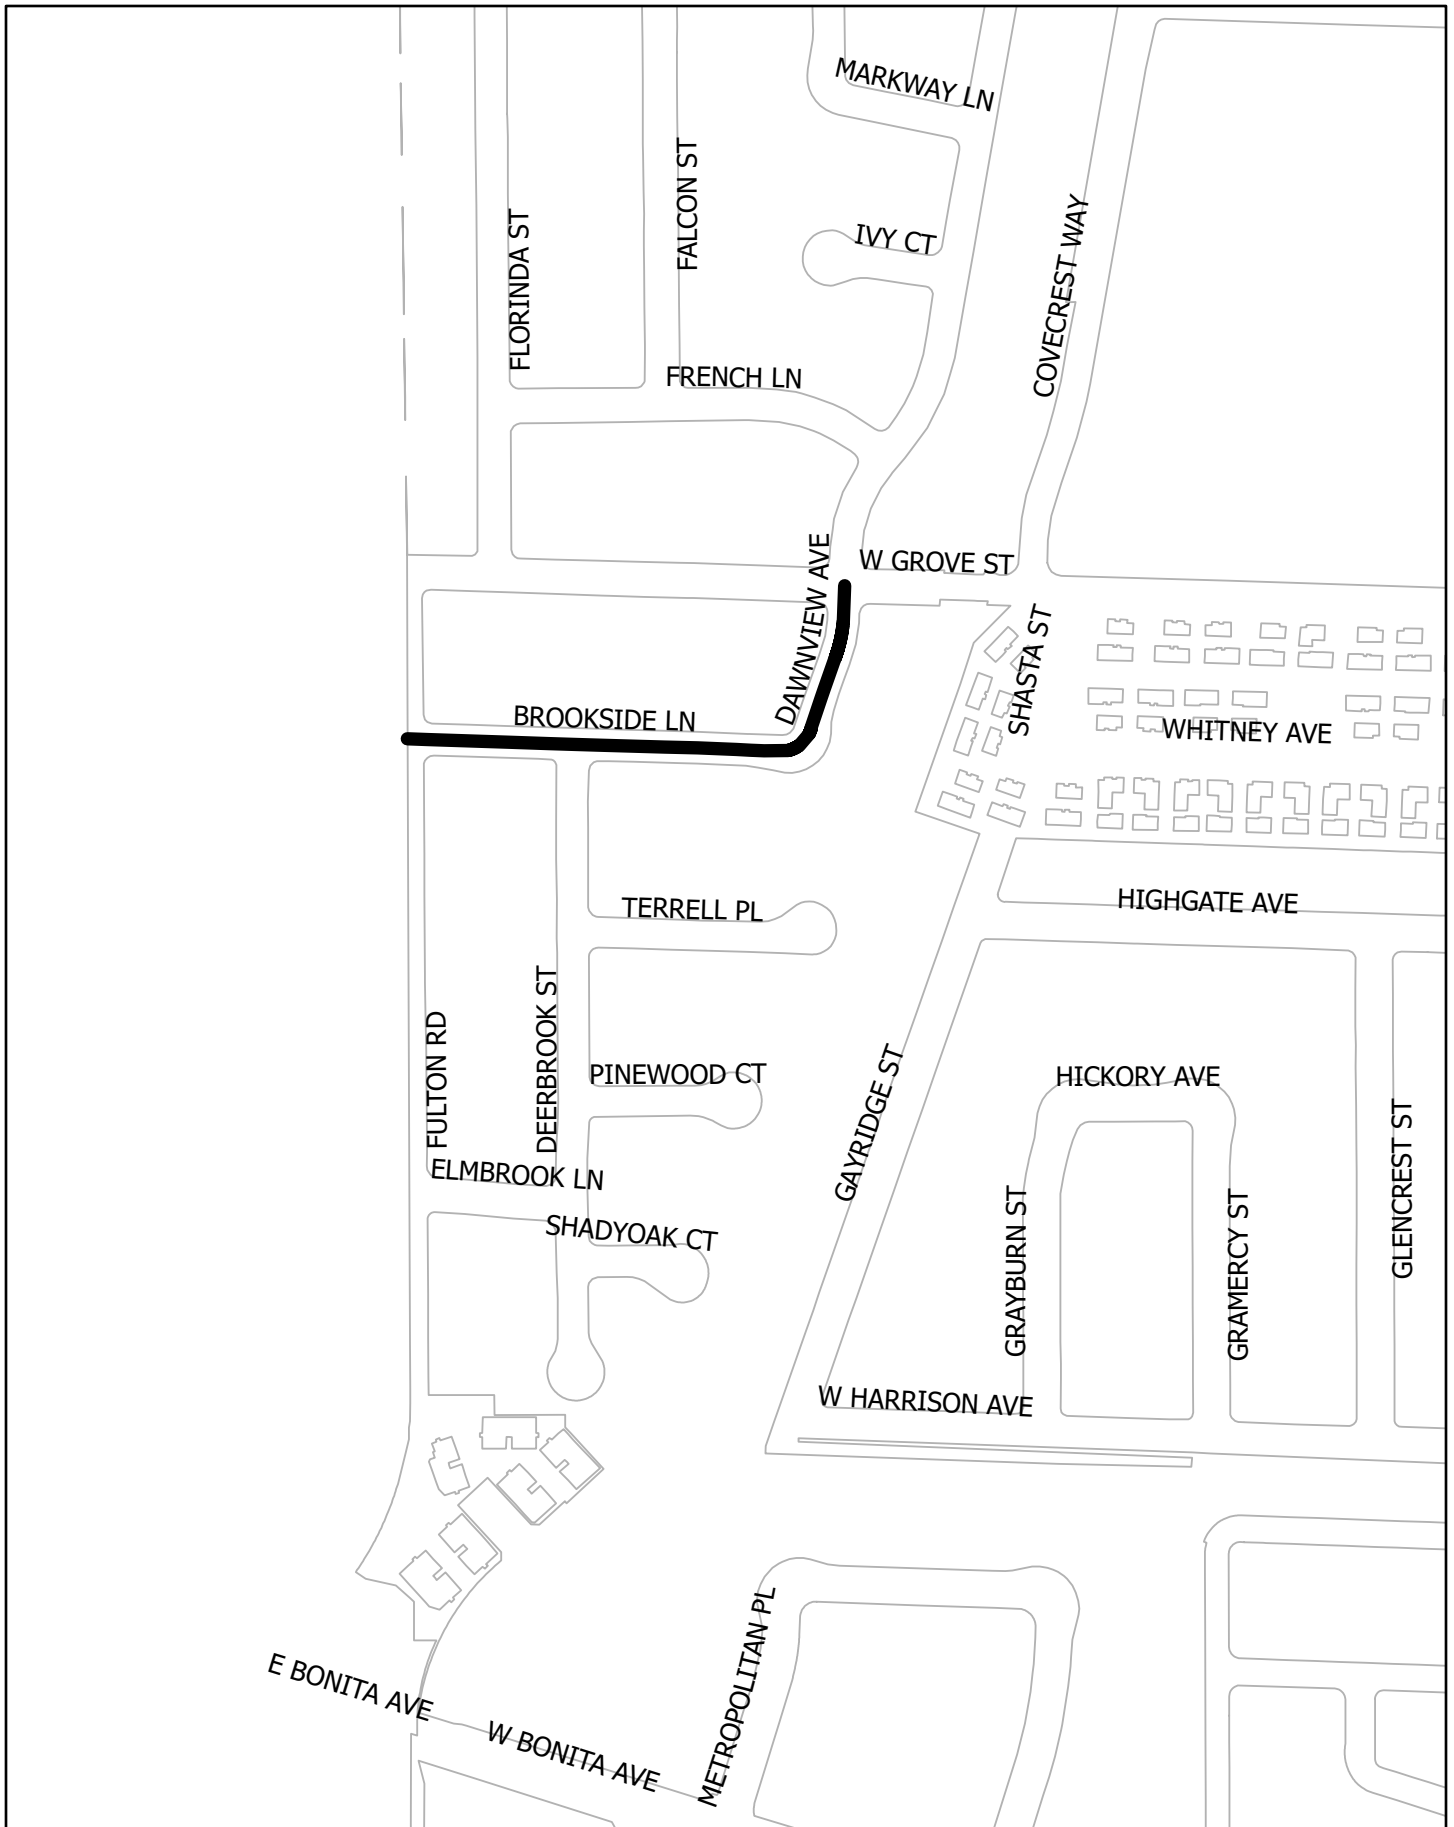 MARKWAY LN
FALCON ST
COVECREST WAY
FLORINDA ST
IVY CT
FRENCH LN
DAWNVIEW AVE
W GROVE ST
SHASTA ST
BROOKSIDE LN
WHITNEY AVE
HIGHGATE AVE
TERRELL PL
DEERBROOK ST
FULTON RD
PINEWOOD CT
GAYRIDGE ST
HICKORY AVE
GLENCREST ST
ELMBROOK LN
SHADYOAK CT
GRAYBURN ST
GRAMERCY ST
W HARRISON AVE
METROPOLITAN PL
E BONITA AVE
W BONITA AVE